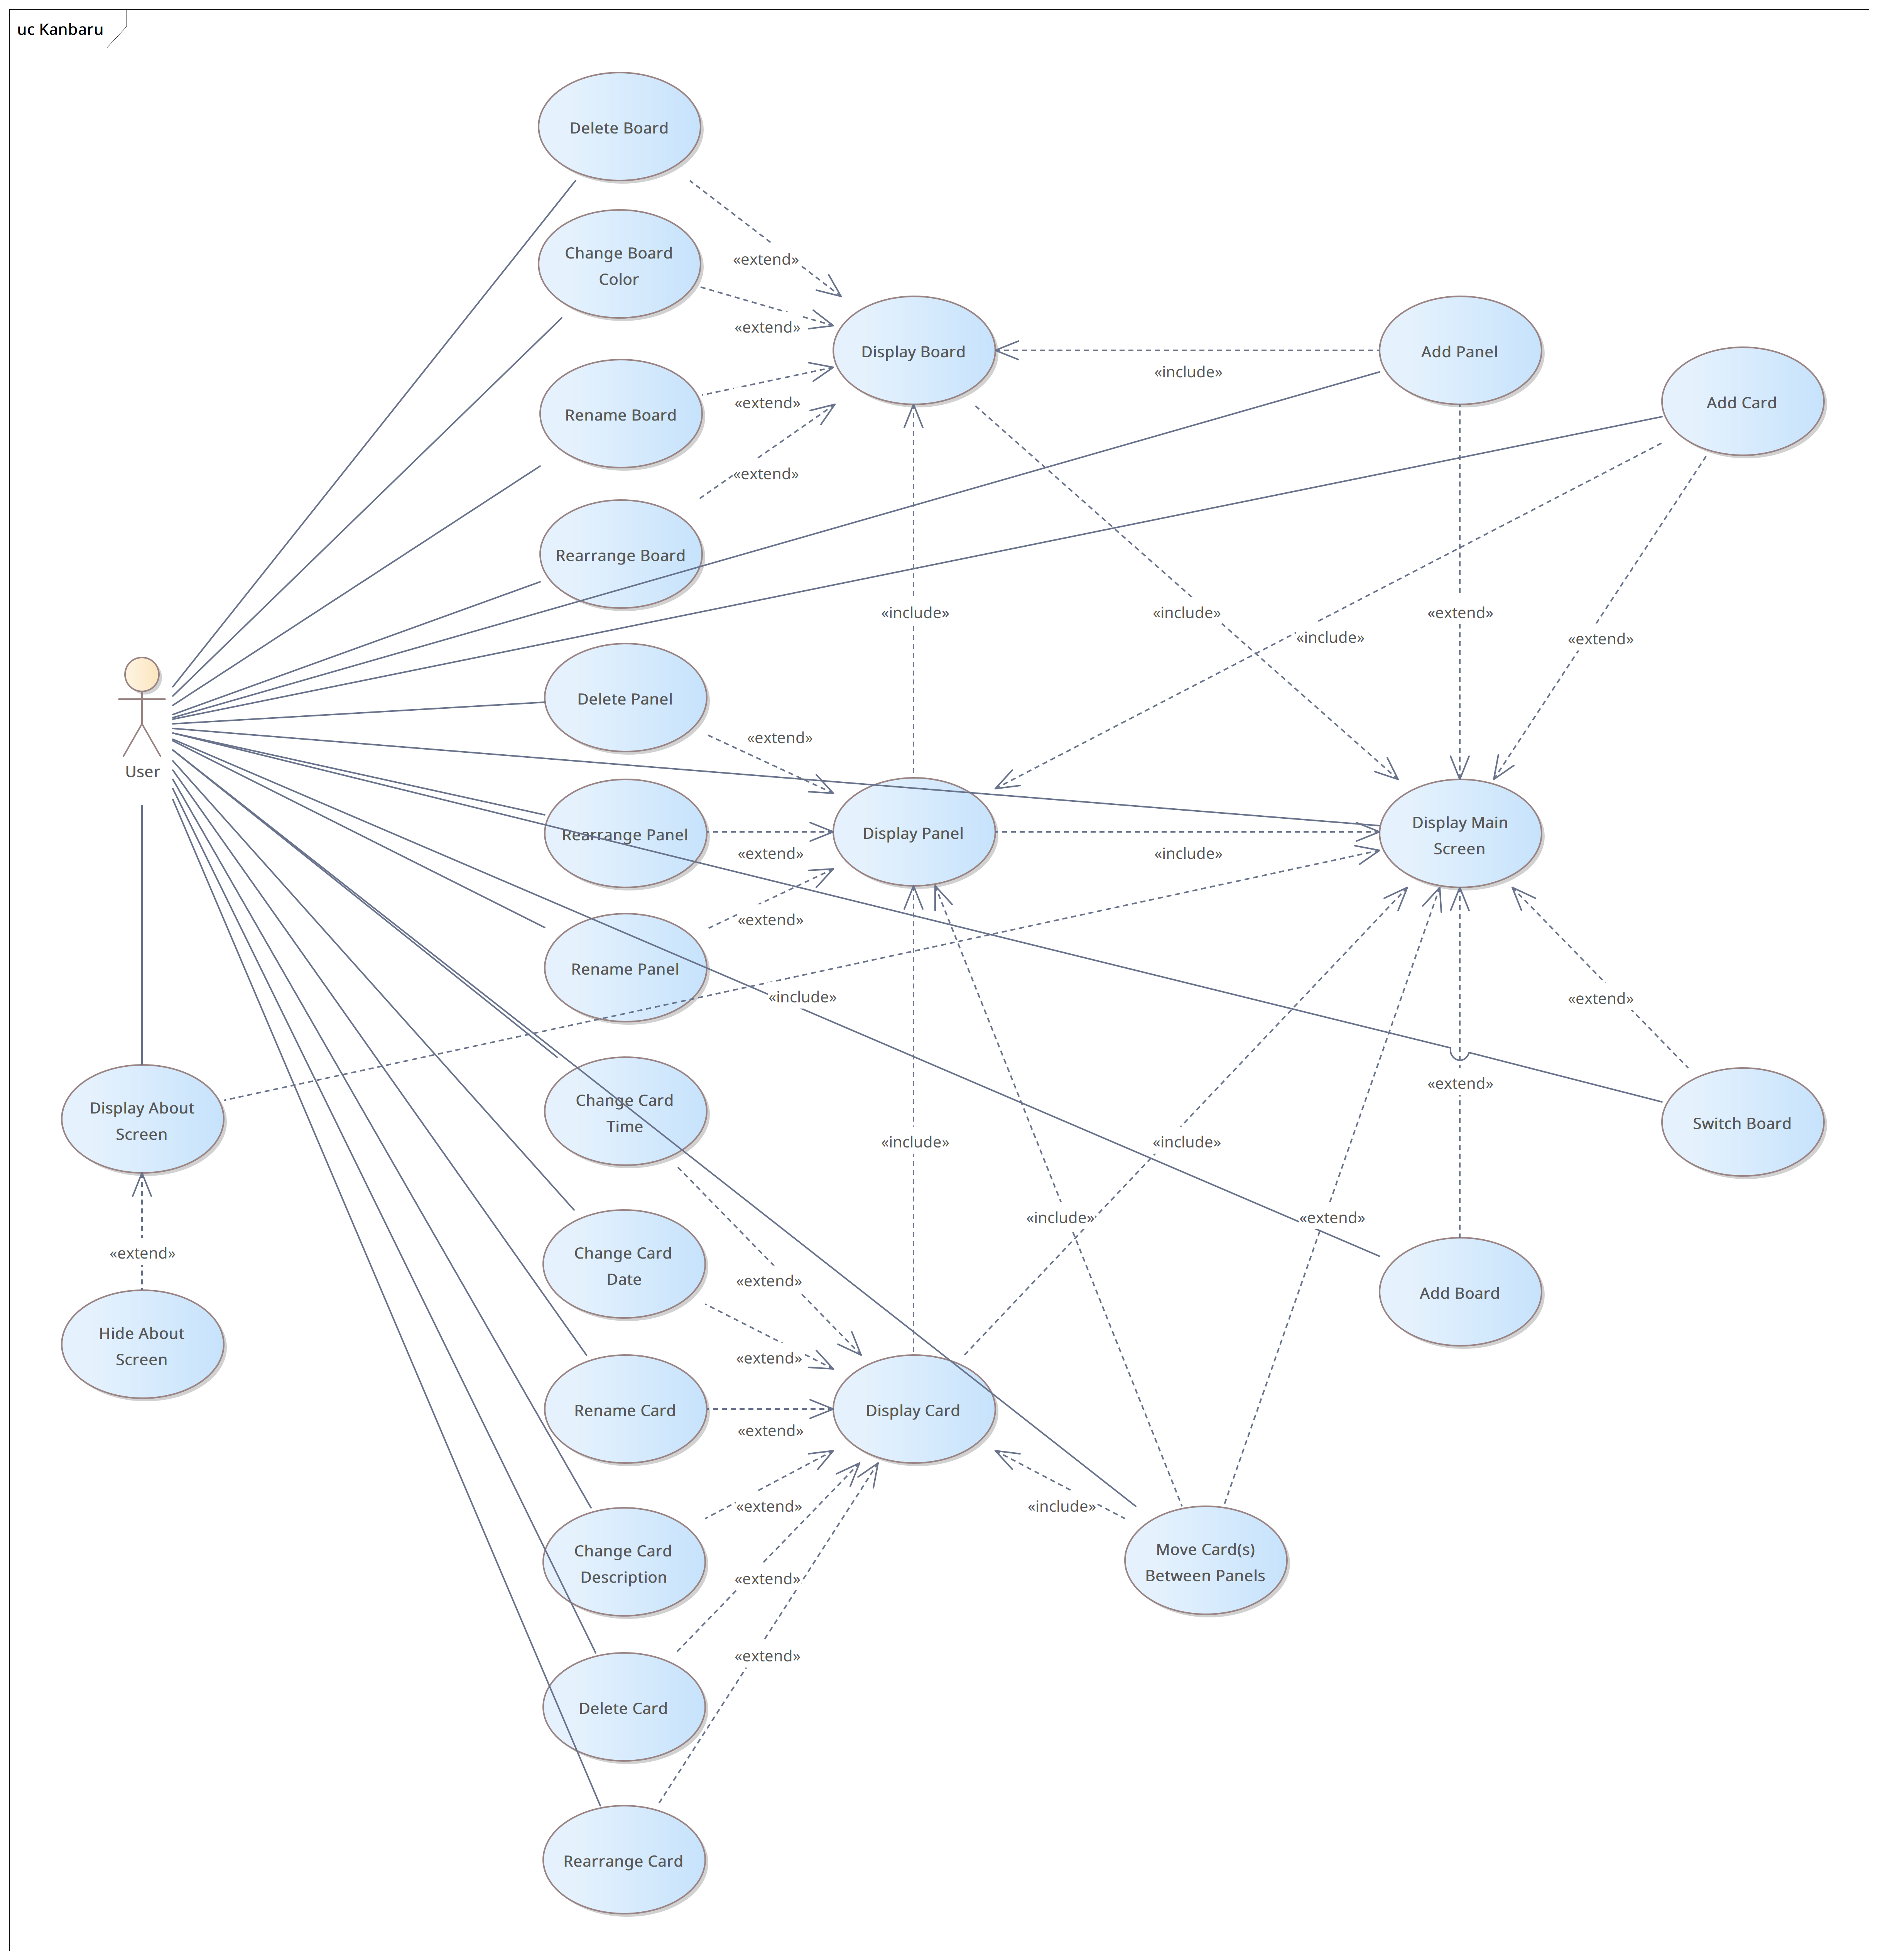 uc Kanbaru
Delete Board
Change Board
Color
«extend»
«extend»
Display Board
Add Panel
«include»
Rename Board
«extend»
Add Card
«extend»
Rearrange Board
«include»
«include»
«extend»
«include»
«extend»
Delete Panel
«extend»
User
Rearrange Panel
«extend»
Display Panel
«include»
Display Main
Screen
«extend»
Rename Panel
«include»
«extend»
Display About
Screen
Change Card
Time
«extend»
Switch Board
«include»
«include»
«include»
«extend»
«extend»
Hide About
Screen
Change Card
Date
«extend»
Add Board
«extend»
Rename Card
«extend»
Display Card
Change Card
Description
«extend»
«include»
Move Card(s)
Between Panels
«extend»
«extend»
Delete Card
Rearrange Card